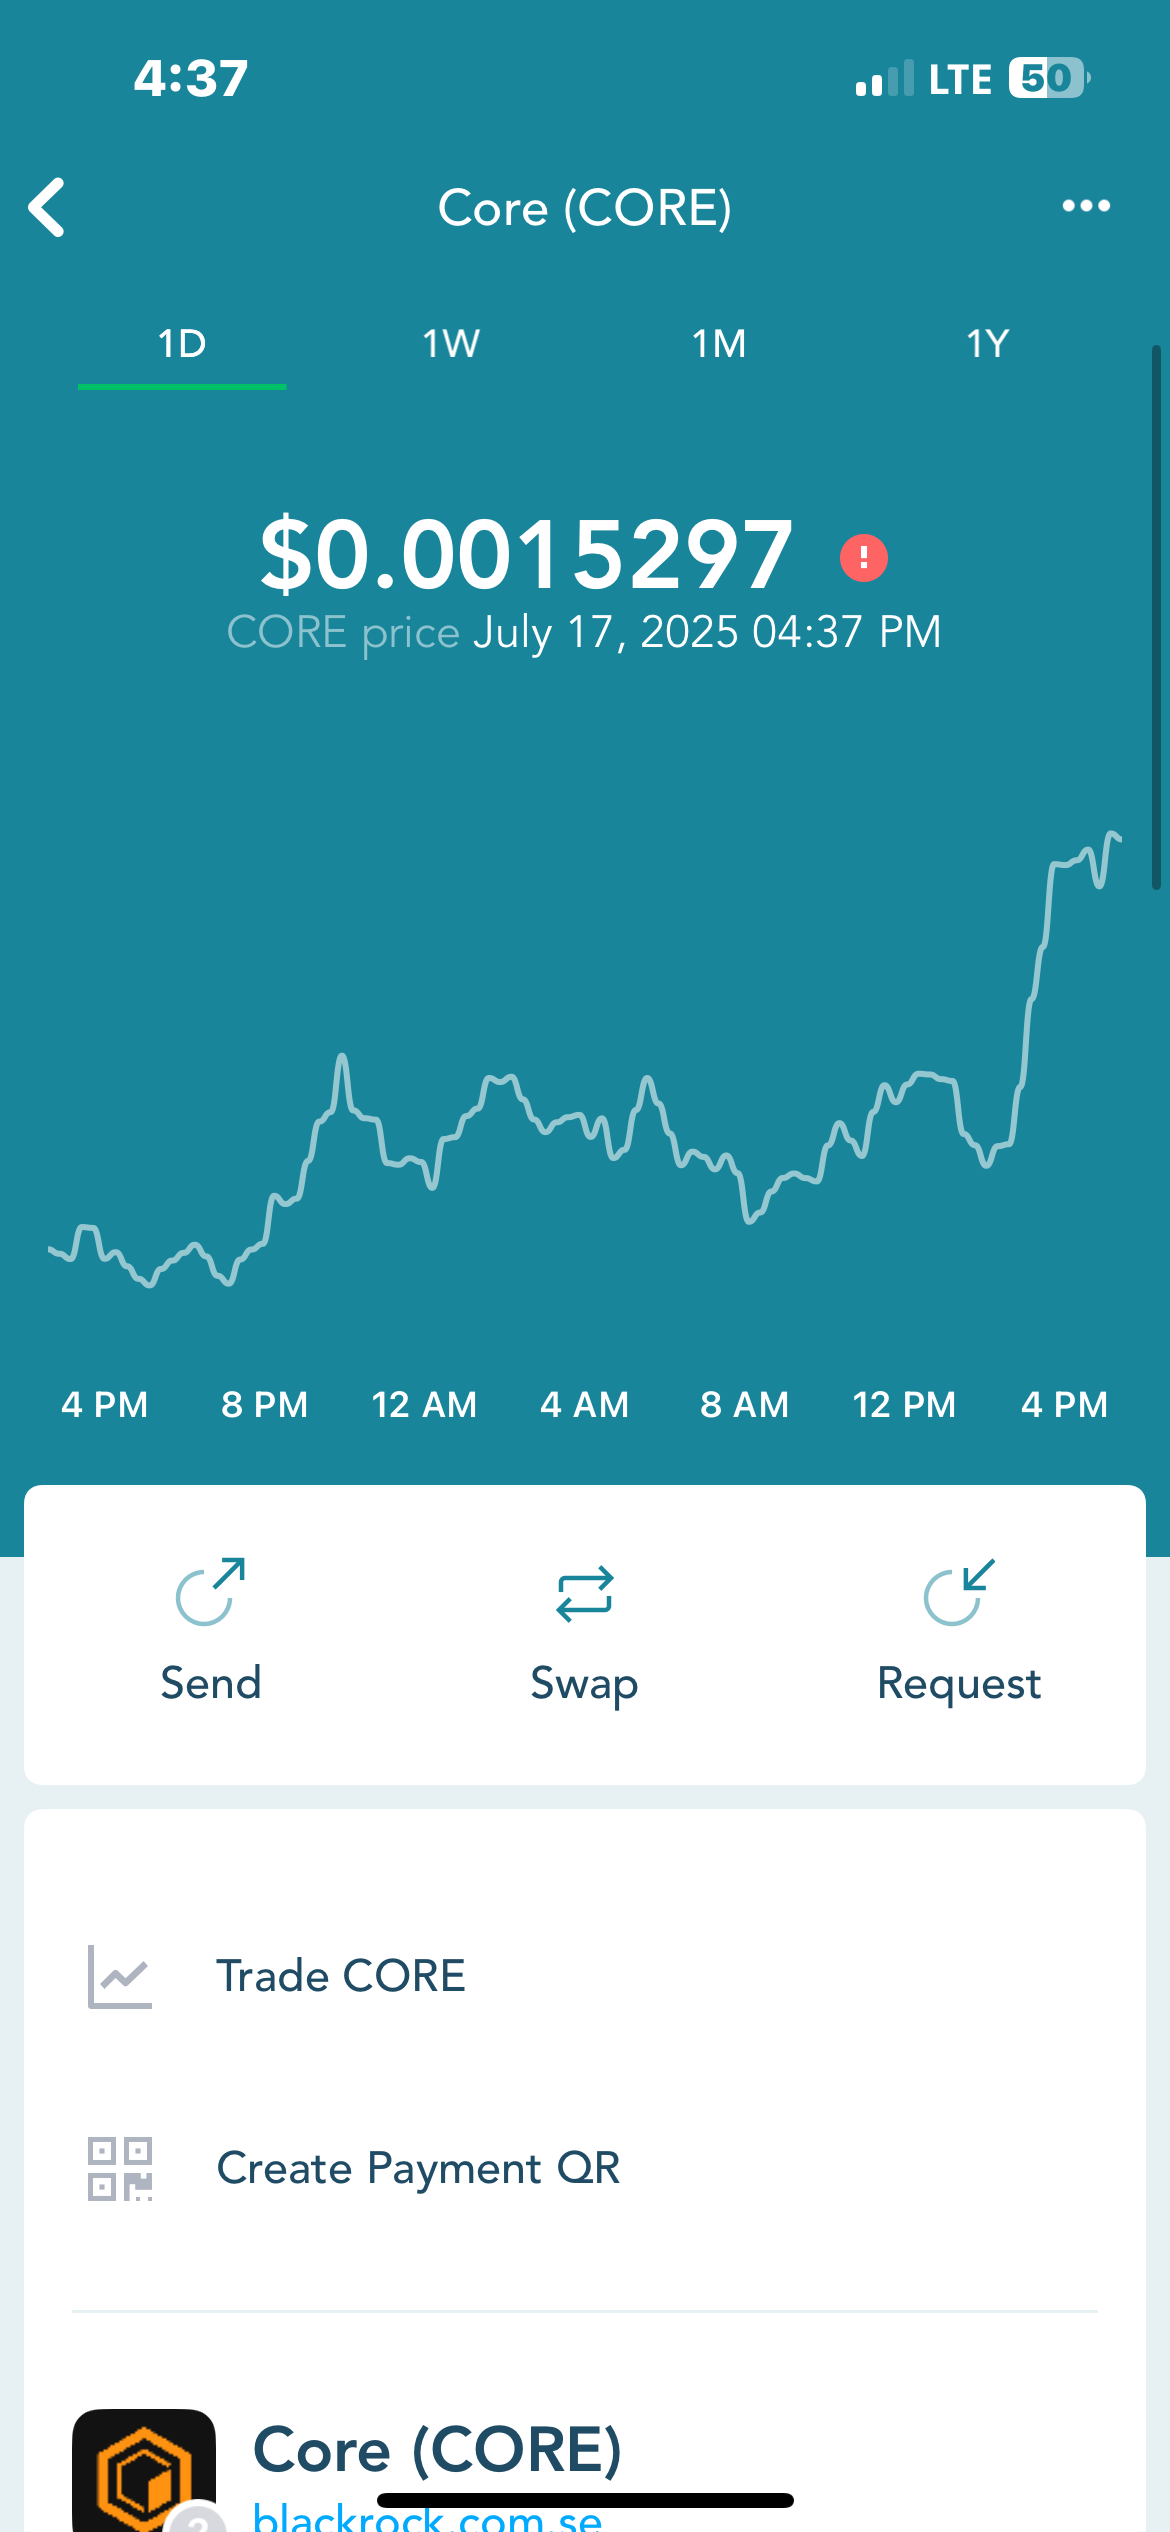 4:37
LTE 50
Core (CORE)
1D 1W 1M 1Y
$0.0015297
CORE price July 17, 2025 04:37 PM
4 PM 8 PM 12 AM 4 AM 8 AM 12 PM 4 PM
Send Swap Request
Trade CORE
Create Payment QR
Core (CORE)
blackrock.com.se